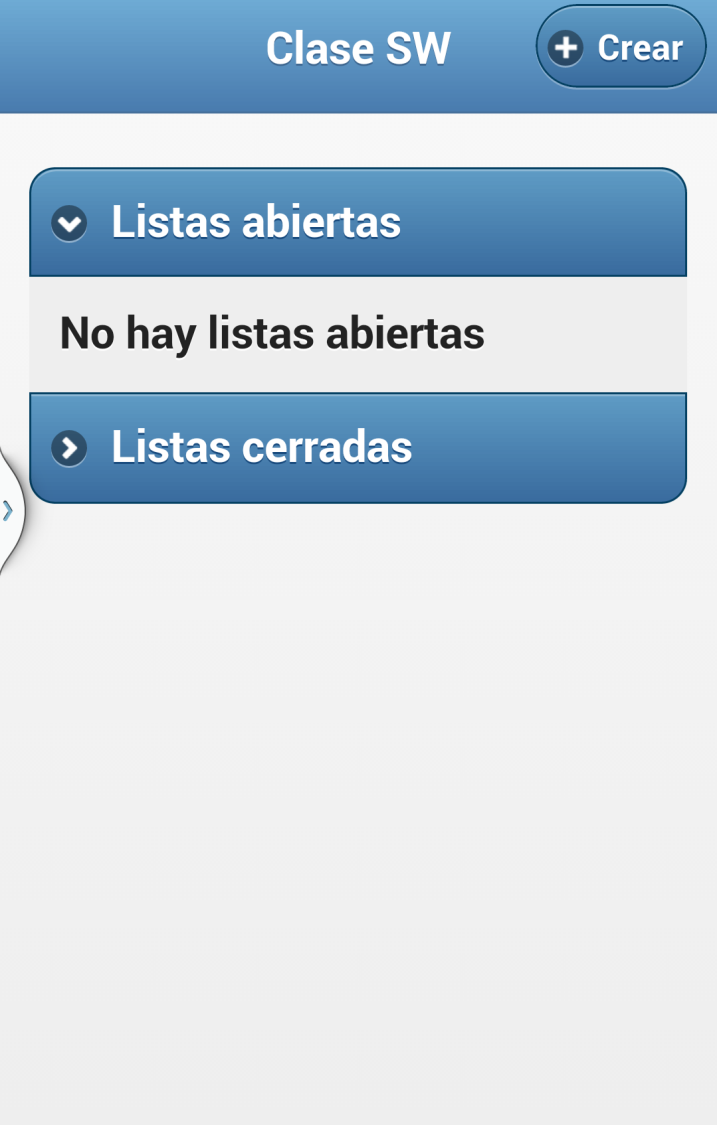 Clase SW
Crear
Listas abiertas
No hay listas abiertas
Listas cerradas